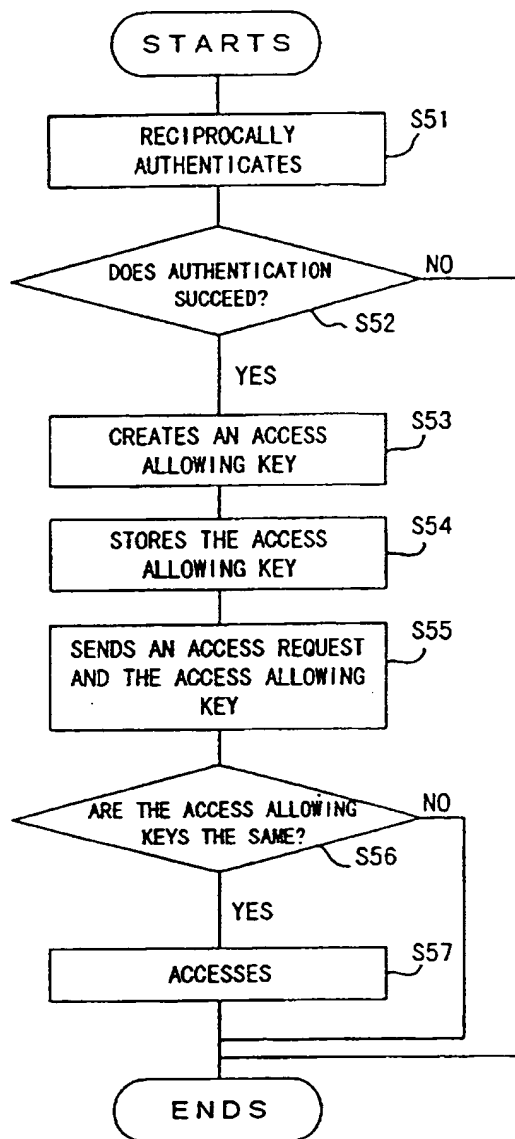 STARTS
S51
RECIPROCALLY
AUTHENTICATES
DOES AUTHENTICATION
SUCCEED?
NO
S52
YES
S53
CREATES AN ACCESS
ALLOWING KEY
S54
STORES THE ACCESS
ALLOWING KEY
S55
SENDS AN ACCESS REQUEST
AND THE ACCESS ALLOWING
KEY
ARE THE ACCESS ALLOWING
KEYS THE SAME?
NO
S56
YES
S57
ACCESSES
ENDS